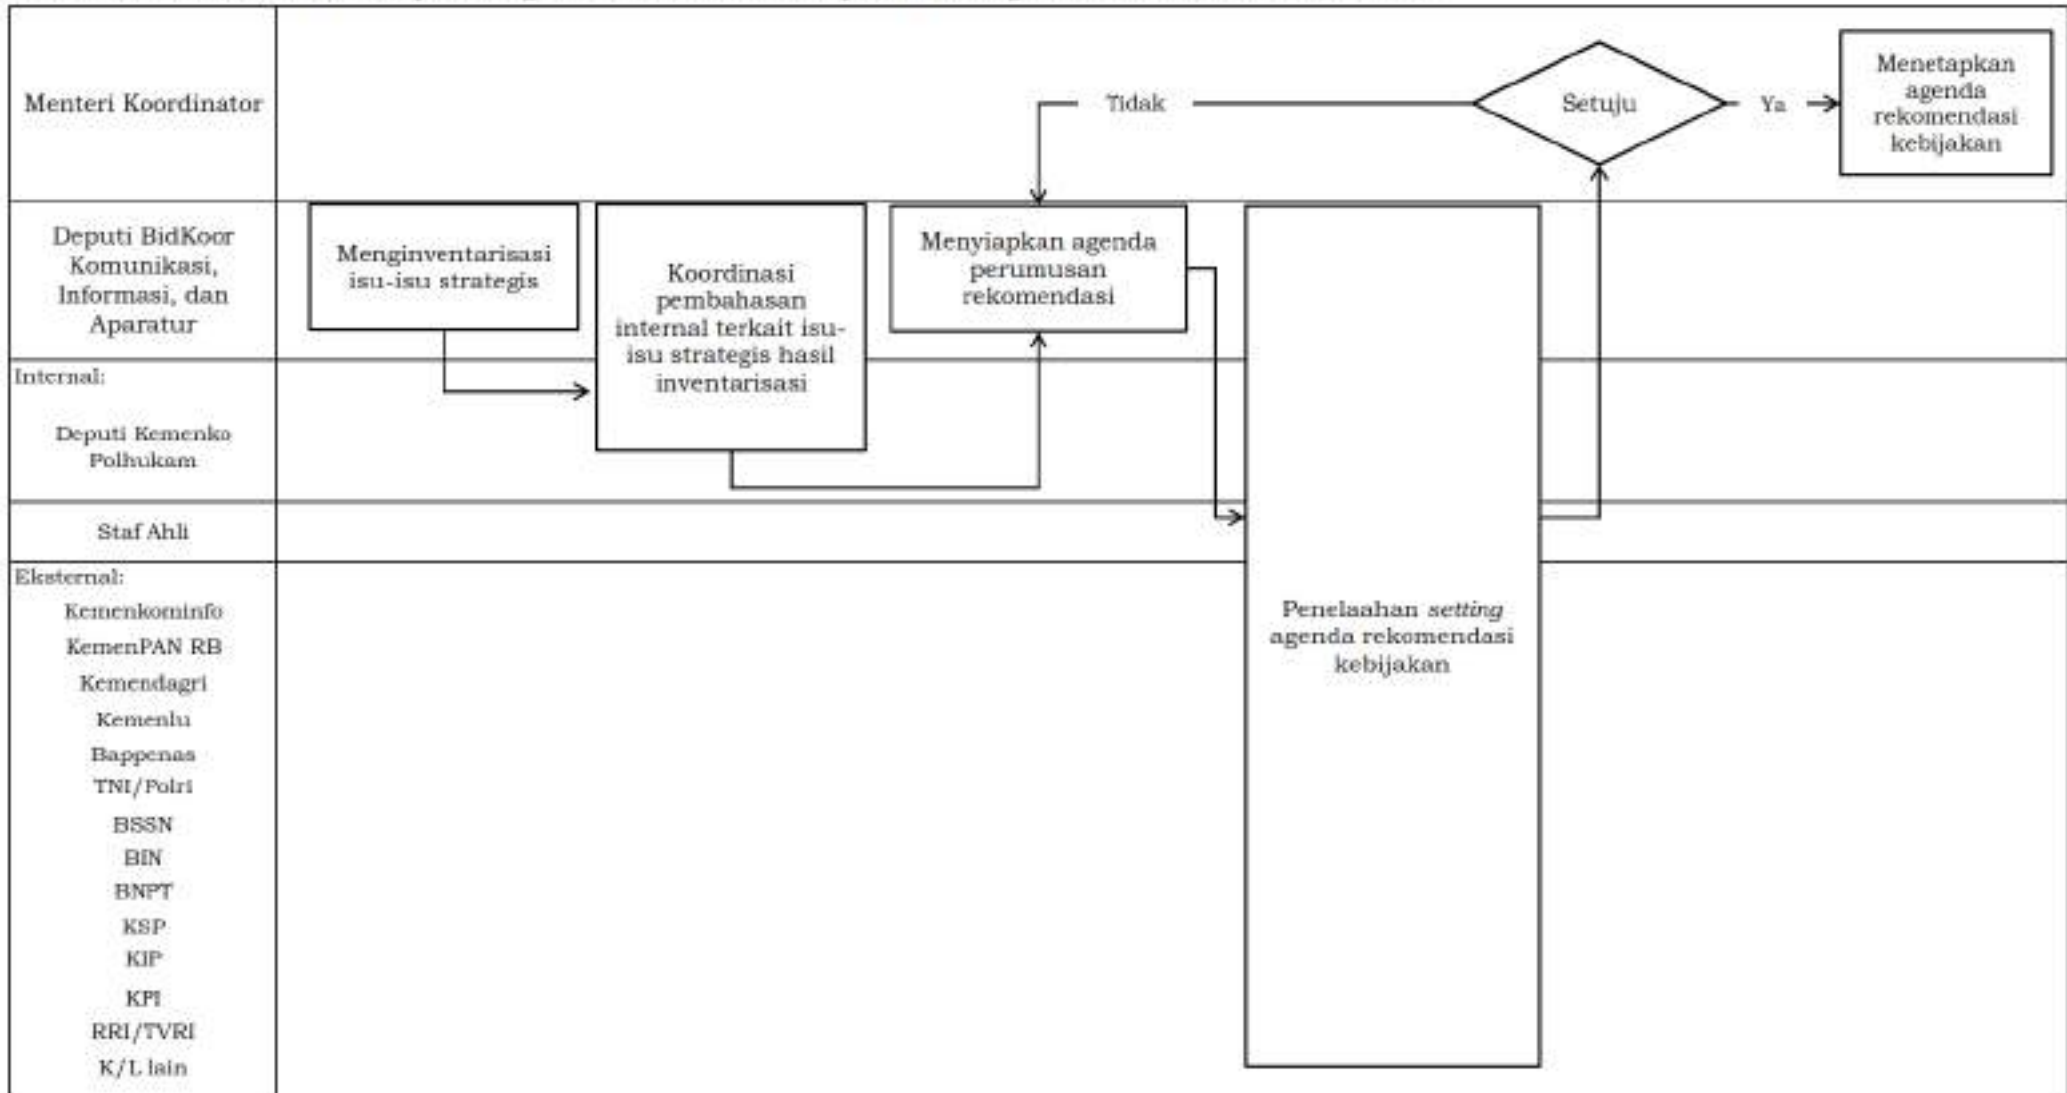 Menteri Koordinator
Tidak
Setuju
Ya
Menetapkan
agenda
rekomendasi
kebijakan
Deputi BidKoor
Komunikasi,
Informasi, dan
Aparatur
Menginventarisasi
isu-isu strategis
Koordinasi
pembahasan
internal terkait isu-
isu strategis hasil
inventarisasi
Menyiapkan agenda
perumusan
rekomendasi
Internal:
Deputi Kemenko
Polhukam
Staf Ahli
Eksternal:
Kemenkominfo
KemenPAN RB
Kemendagri
Kemenlu
Bappenas
TNI/Polri
BSSN
BIN
BNPT
KSP
KIP
KPI
RRI/TVRI
K/L lain
Penelaahan setting
agenda rekomendasi
kebijakan